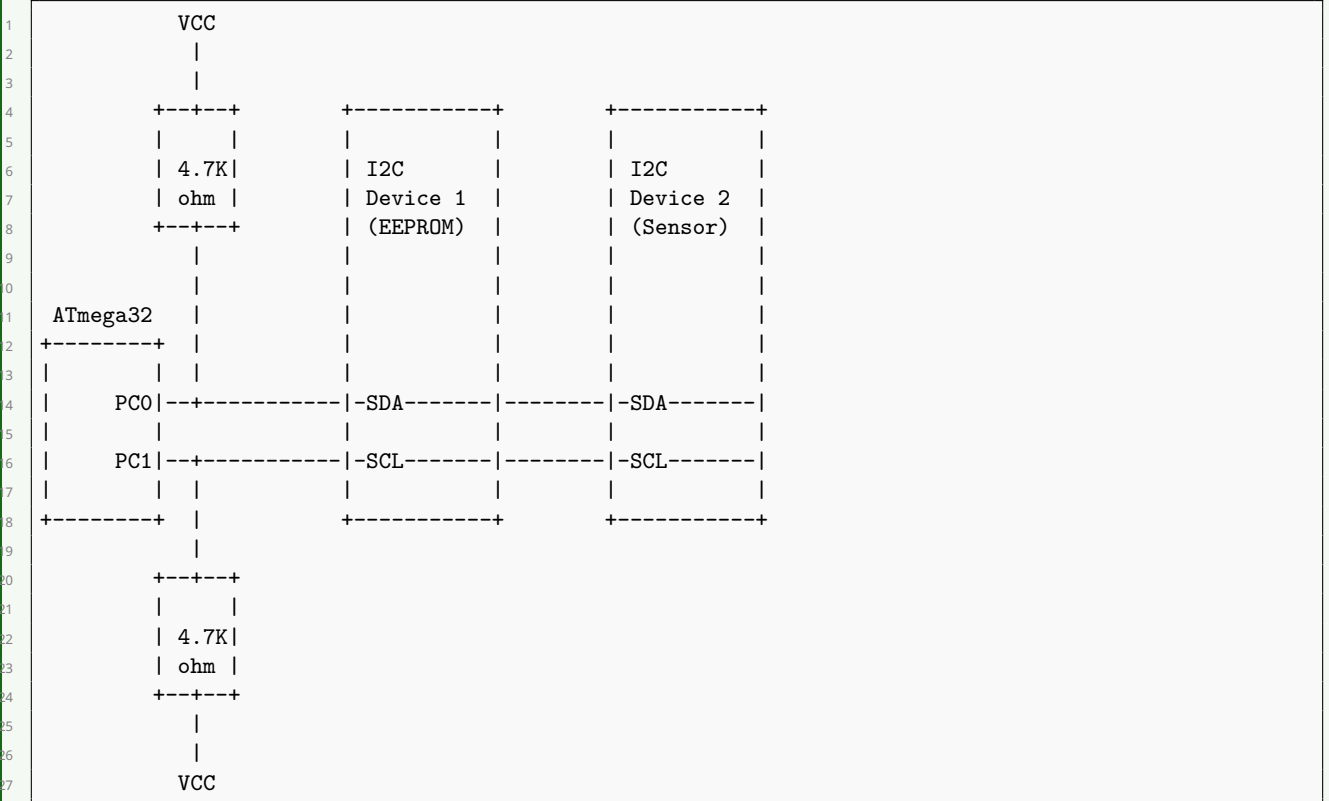 1            VCC
2             |
3             |
4          +--+--+        +-----------+        +-----------+
5          |     |        |           |        |           |
6          | 4.7K|        | I2C       |        | I2C       |
7          | ohm |        | Device 1  |        | Device 2  |
8          +--+--+        | (EEPROM)  |        | (Sensor)  |
9             |           |           |        |           |
10            |           |           |        |           |
11 ATmega32   |           |           |        |           |
12 +--------+  |           |           |        |           |
13 |        |  |           |           |        |           |
14 |     PC0|--+-----------|-SDA-------|--------|-SDA-------|
15 |        |              |           |        |           |
16 |     PC1|--+-----------|-SCL-------|--------|-SCL-------|
17 |        |  |           |           |        |           |
18 +--------+  |           +-----------+        +-----------+
19            |
20         +--+--+
21         |     |
22         | 4.7K|
23         | ohm |
24         +--+--+
25            |
26            |
27           VCC